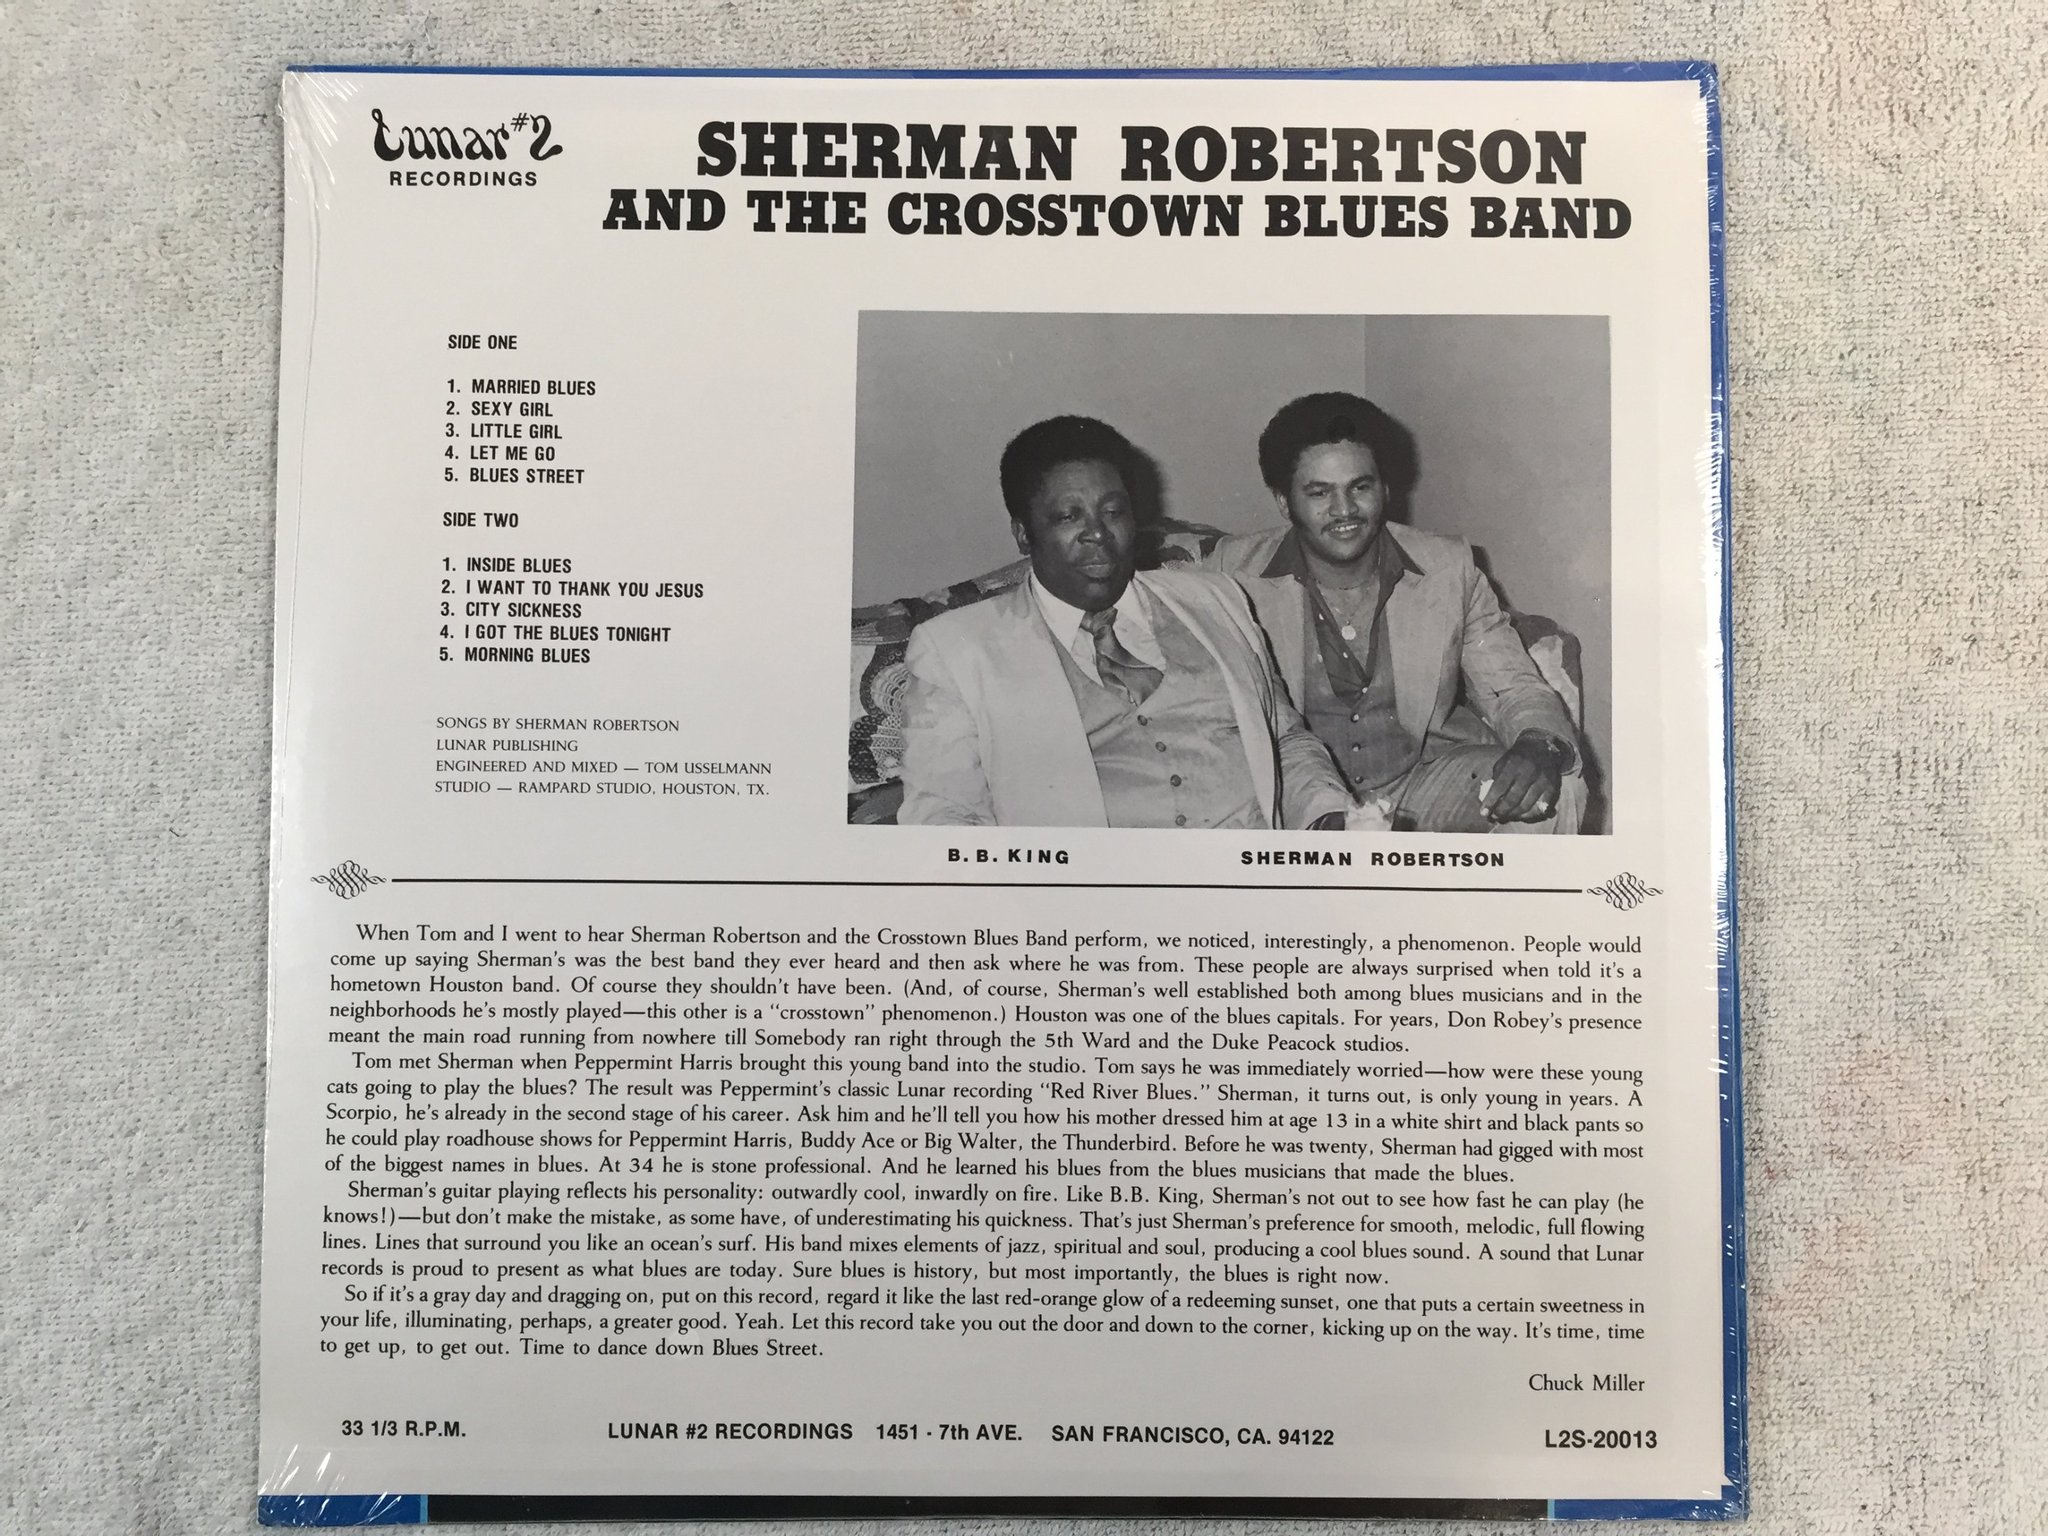 Lunar #2
RECORDINGS
SHERMAN ROBERTSON
AND THE CROSSTOWN BLUES BAND
SIDE ONE
1. MARRIED BLUES
2. SEXY GIRL
3. LITTLE GIRL
4. LET ME GO
5. BLUES STREET
SIDE TWO
1. INSIDE BLUES
2. I WANT TO THANK YOU JESUS
3. CITY SICKNESS
4. I GOT THE BLUES TONIGHT
5. MORNING BLUES
SONGS BY SHERMAN ROBERTSON
LUNAR PUBLISHING
ENGINEERED AND MIXED — TOM USSELMANN
STUDIO — RAMPARD STUDIO, HOUSTON, TX.
B. B. KING
SHERMAN ROBERTSON
When Tom and I went to hear Sherman Robertson and the Crosstown Blues Band perform, we noticed, interestingly, a phenomenon. People would
come up saying Sherman's was the best band they ever heard and then ask where he was from. These people are always surprised when told it's a
hometown Houston band. Of course they shouldn't have been. (And, of course, Sherman's well established both among blues musicians and in the
neighborhoods he's mostly played—this other is a "crosstown" phenomenon.) Houston was one of the blues capitals. For years, Don Robey's presence
meant the main road running from nowhere till Somebody ran right through the 5th Ward and the Duke Peacock studios.
Tom met Sherman when Peppermint Harris brought this young band into the studio. Tom says he was immediately worried—how were these young
cats going to play the blues? The result was Peppermint's classic Lunar recording "Red River Blues." Sherman, it turns out, is only young in years. A
Scorpio, he's already in the second stage of his career. Ask him and he'll tell you how his mother dressed him at age 13 in a white shirt and black pants so
he could play roadhouse shows for Peppermint Harris, Buddy Ace or Big Walter, the Thunderbird. Before he was twenty, Sherman had gigged with most
of the biggest names in blues. At 34 he is stone professional. And he learned his blues from the blues musicians that made the blues.
Sherman's guitar playing reflects his personality: outwardly cool, inwardly on fire. Like B.B. King, Sherman's not out to see how fast he can play (he
knows!)—but don't make the mistake, as some have, of underestimating his quickness. That's just Sherman's preference for smooth, melodic, full flowing
lines. Lines that surround you like an ocean's surf. His band mixes elements of jazz, spiritual and soul, producing a cool blues sound. A sound that Lunar
records is proud to present as what blues are today. Sure blues is history, but most importantly, the blues is right now.
So if it's a gray day and dragging on, put on this record, regard it like the last red-orange glow of a redeeming sunset, one that puts a certain sweetness in
your life, illuminating, perhaps, a greater good. Yeah. Let this record take you out the door and down to the corner, kicking up on the way. It's time, time
to get up, to get out. Time to dance down Blues Street.
Chuck Miller
33 1/3 R.P.M. LUNAR #2 RECORDINGS 1451 - 7th AVE. SAN FRANCISCO, CA. 94122 L2S-20013